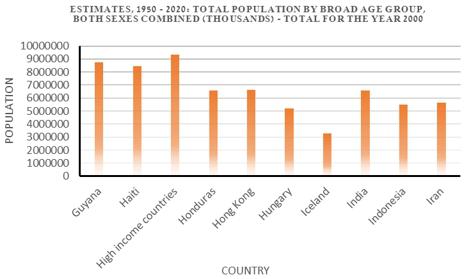 ESTIMATES, 1950 - 2020: TOTAL POPULATION BY BROAD AGE GROUP,
BOTH SEXES COMBINED (THOUSANDS) - TOTAL FOR THE YEAR 2000
POPULATION
10000000
9000000
8000000
7000000
6000000
5000000
4000000
3000000
2000000
1000000
0
Guyana
Haiti
High income countries
Honduras
Hong Kong
Hungary
Iceland
India
Indonesia
Iran
COUNTRY